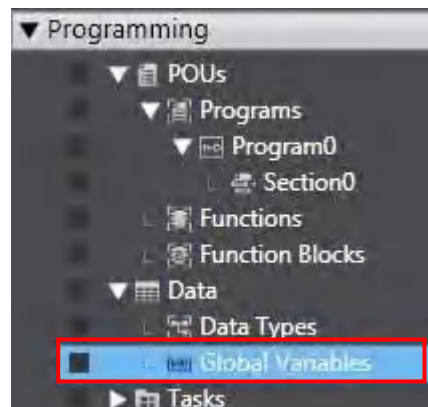 Programming
POUs
Programs
Program0
Section0
Functions
Function Blocks
Data
Data Types
Global Variables
Tasks